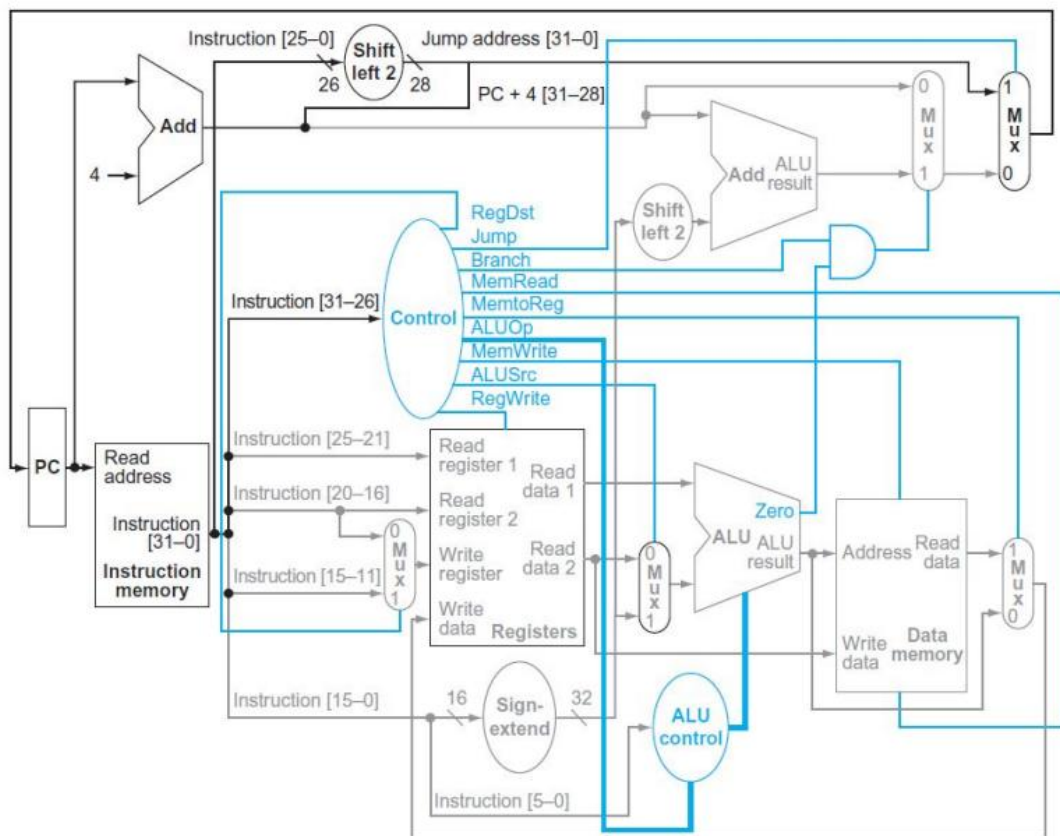 Instruction [25–0]
Shift
left 2
Jump address [31–0]
26
28
PC + 4 [31–28]
Add
4
0
M
u
x
1
1
M
u
x
0
Add
ALU
result
Shift
left 2
RegDst
Jump
Branch
MemRead
MemtoReg
ALUOp
MemWrite
ALUSrc
RegWrite
Instruction [31–26]
Control
PC
Read
address
Instruction
[31–0]
Instruction
memory
Instruction [25–21]
Instruction [20–16]
Instruction [15–11]
0
M
u
x
1
Read
register 1
Read
register 2
Write
register
Write
data
Read
data 1
Read
data 2
Registers
0
M
u
x
1
Zero
ALU
ALU
result
Address
Read
data
Write
data
Data
memory
1
M
u
x
0
Instruction [15–0]
16
Sign-
extend
32
ALU
control
Instruction [5–0]